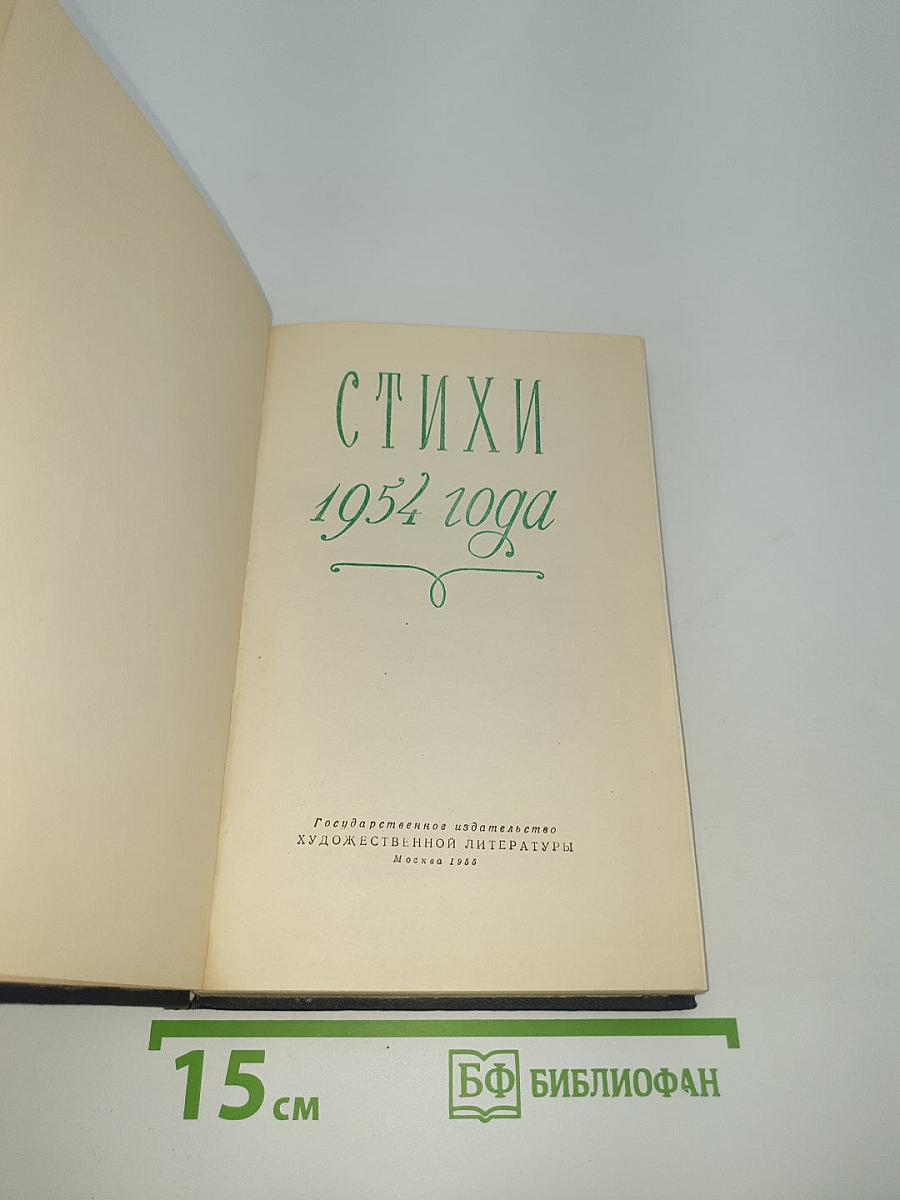 СТИХИ
1954 года
Государственное издательство
ХУДОЖЕСТВЕННОЙ ЛИТЕРАТУРЫ
Москва 1955
15 см
БФ БИБЛИОФАН